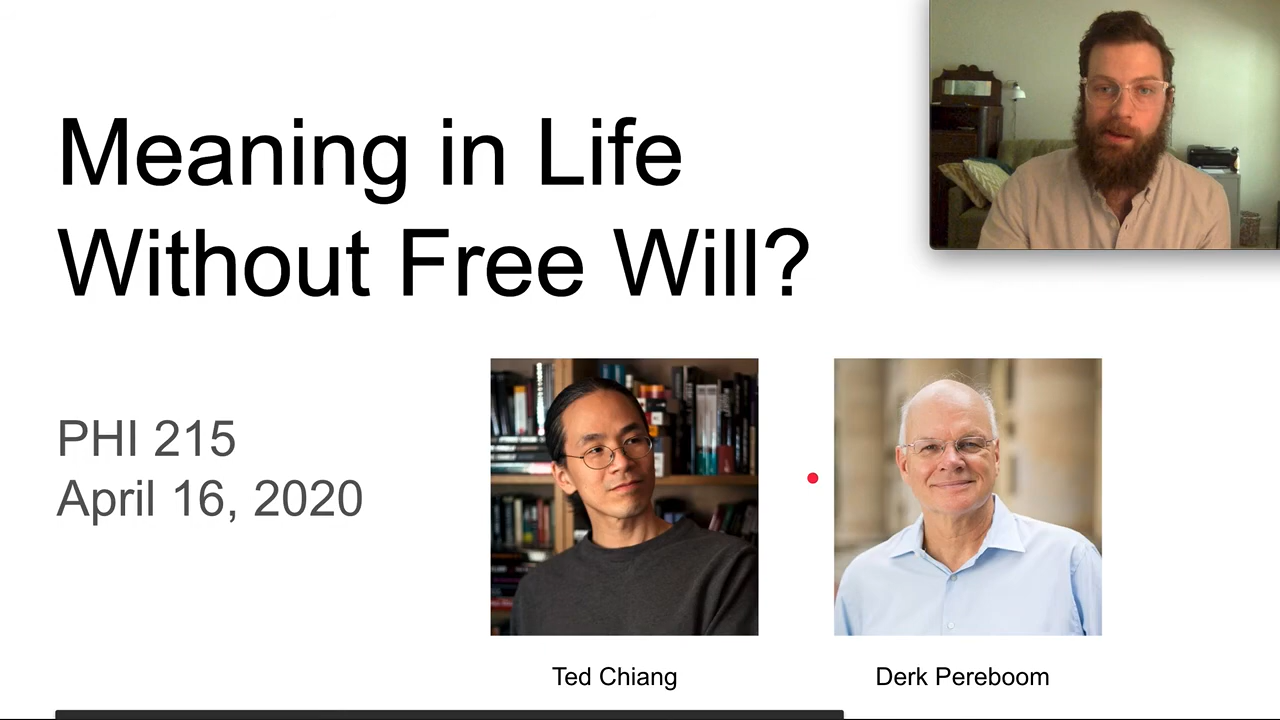 Meaning in Life
Without Free Will?
PHI 215
April 16, 2020
Ted Chiang
Derk Pereboom